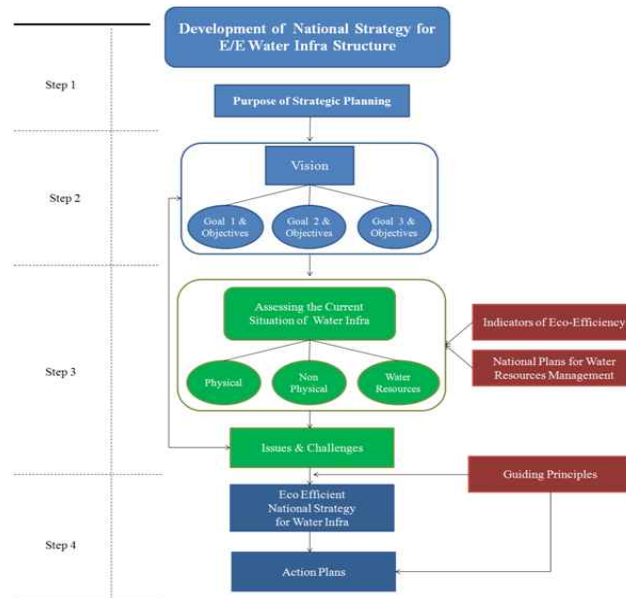 Development of National Strategy for
E/E Water Infra Structure
Step 1
Purpose of Strategic Planning
Step 2
Vision
Goal 1 &
Objectives
Goal 2 &
Objectives
Goal 3 &
Objectives
Step 3
Assessing the Current
Situation of Water Infra
Physical
Non
Physical
Water
Resources
Indicators of Eco-Efficiency
National Plans for Water
Resources Management
Issues & Challenges
Guiding Principles
Step 4
Eco Efficient
National Strategy
for Water Infra
Action Plans